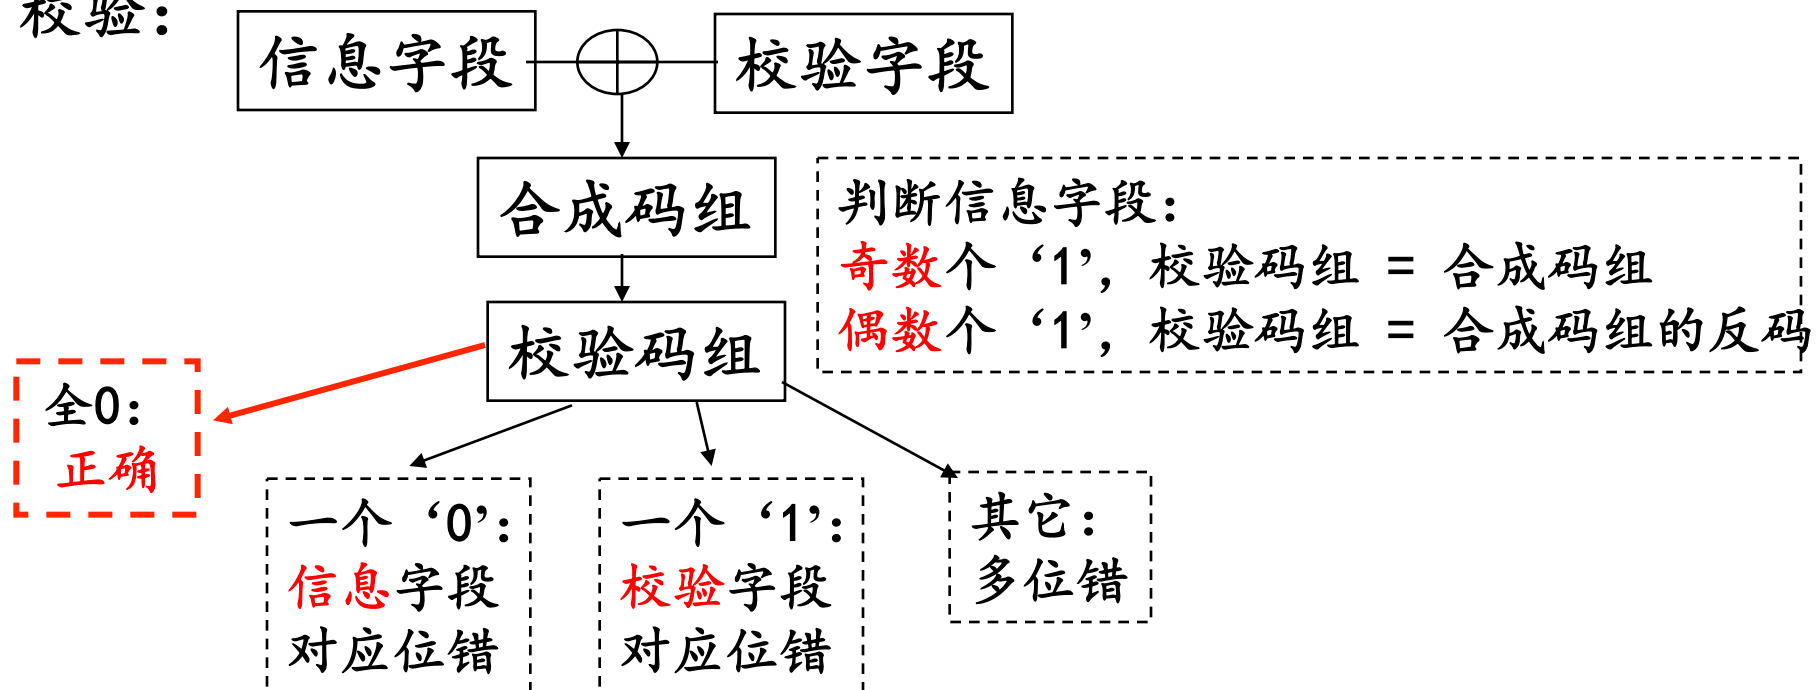 校验：
信息字段
校验字段
合成码组
判断信息字段：
奇数个‘1’，校验码组 = 合成码组
偶数个‘1’，校验码组 = 合成码组的反码
校验码组
全0：
正确
一个‘0’：
信息字段
对应位错
一个‘1’：
校验字段
对应位错
其它：
多位错